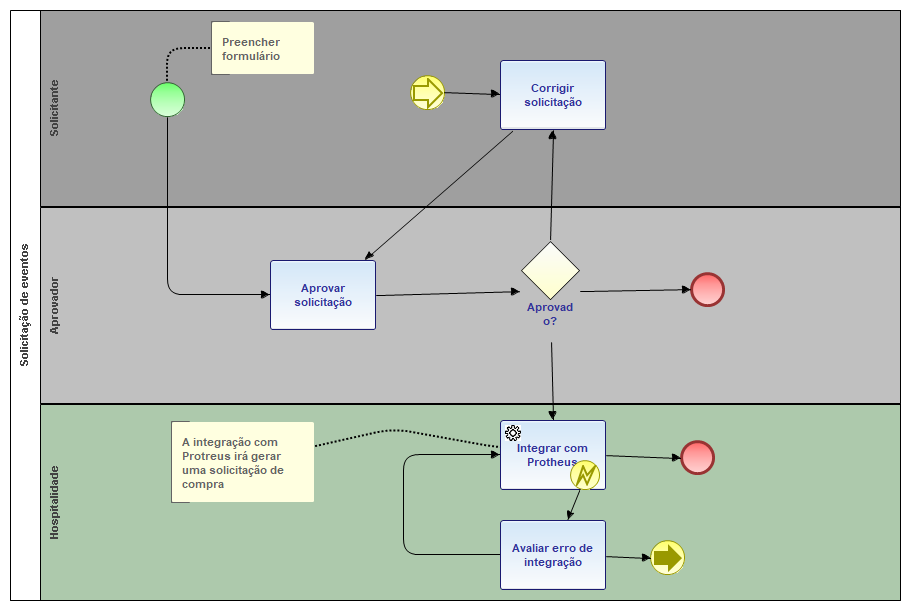 Solicitação de eventos
Solicitante
Preencher
formulário
Corrigir
solicitação
Aprovador
Aprovar
solicitação
Aprovad
o?
Hospitalidade
A integração com
Protreus irá gerar
uma solicitação de
compra
Integrar com
Protheus
Avaliar erro de
integração